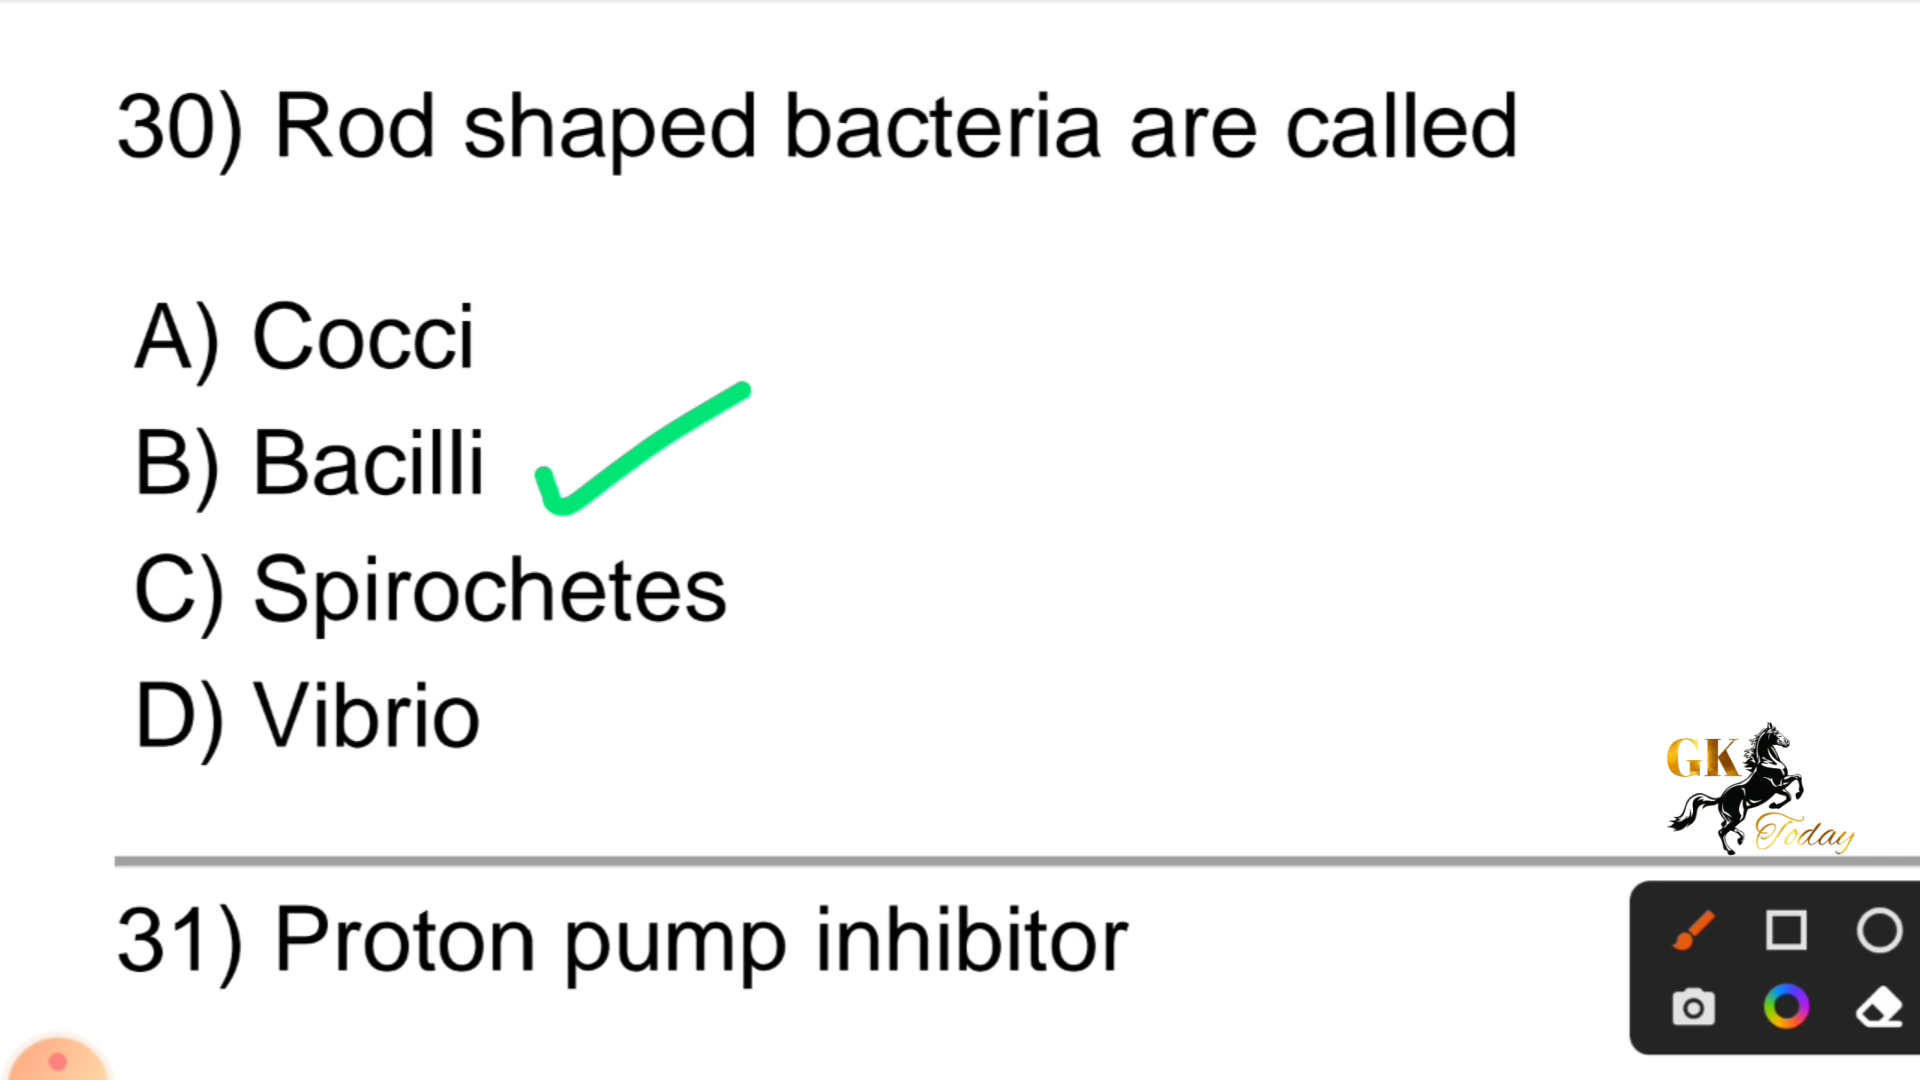 30) Rod shaped bacteria are called
A) Cocci
B) Bacilli
C) Spirochetes
D) Vibrio
GK
Today
31) Proton pump inhibitor